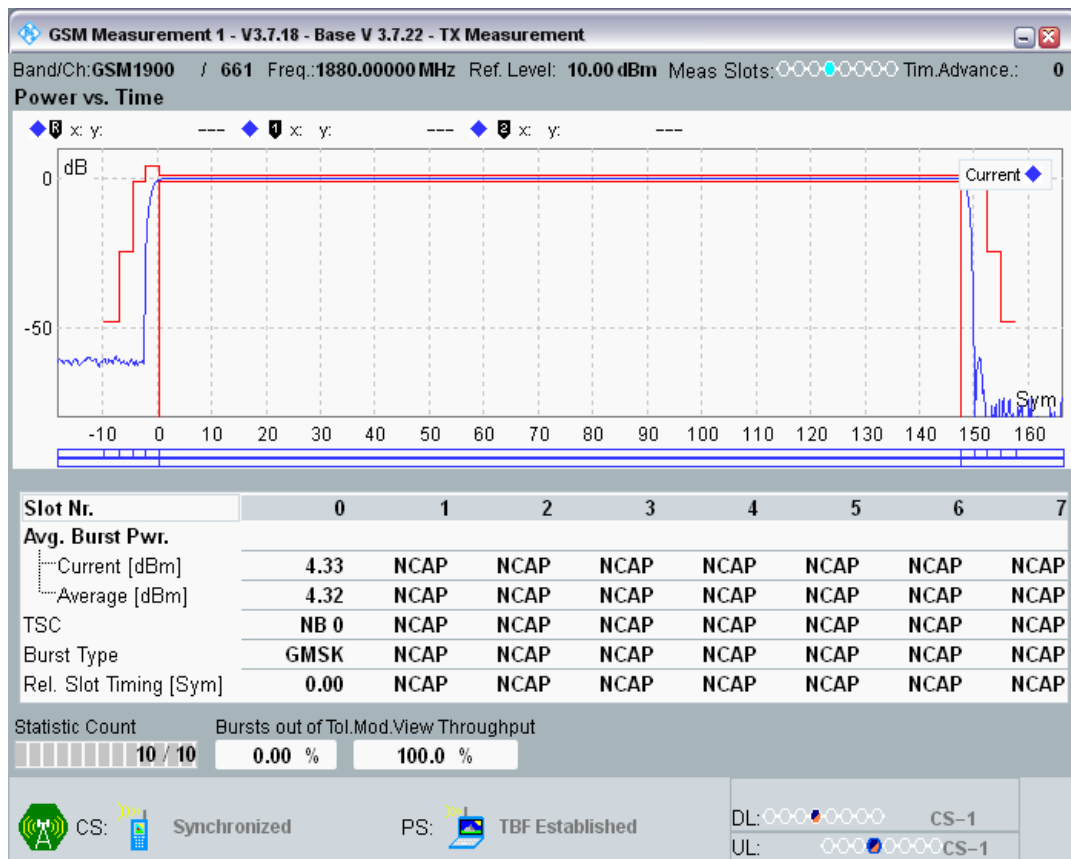 GSM Measurement 1 - V3.7.18 - Base V 3.7.22 - TX Measurement
Band/Ch:GSM1900 / 661 Freq.:1880.00000 MHz Ref. Level: 10.00 dBm Meas Slots: Tim.Advance.: 0
Power vs. Time
R x: y: --- 1 x: y: --- 2 x: y: ---
dB
Current
0
-50
Sym
-10 0 10 20 30 40 50 60 70 80 90 100 110 120 130 140 150 160
Slot Nr. 0 1 2 3 4 5 6 7
Avg. Burst Pwr.
Current [dBm] 4.33 NCAP NCAP NCAP NCAP NCAP NCAP NCAP
Average [dBm] 4.32 NCAP NCAP NCAP NCAP NCAP NCAP NCAP
TSC NB 0 NCAP NCAP NCAP NCAP NCAP NCAP NCAP
Burst Type GMSK NCAP NCAP NCAP NCAP NCAP NCAP NCAP
Rel. Slot Timing [Sym] 0.00 NCAP NCAP NCAP NCAP NCAP NCAP NCAP
Statistic Count Bursts out of Tol.Mod.View Throughput
10 / 10 0.00 % 100.0 %
CS: Synchronized PS: TBF Established
DL: CS-1
UL: CS-1